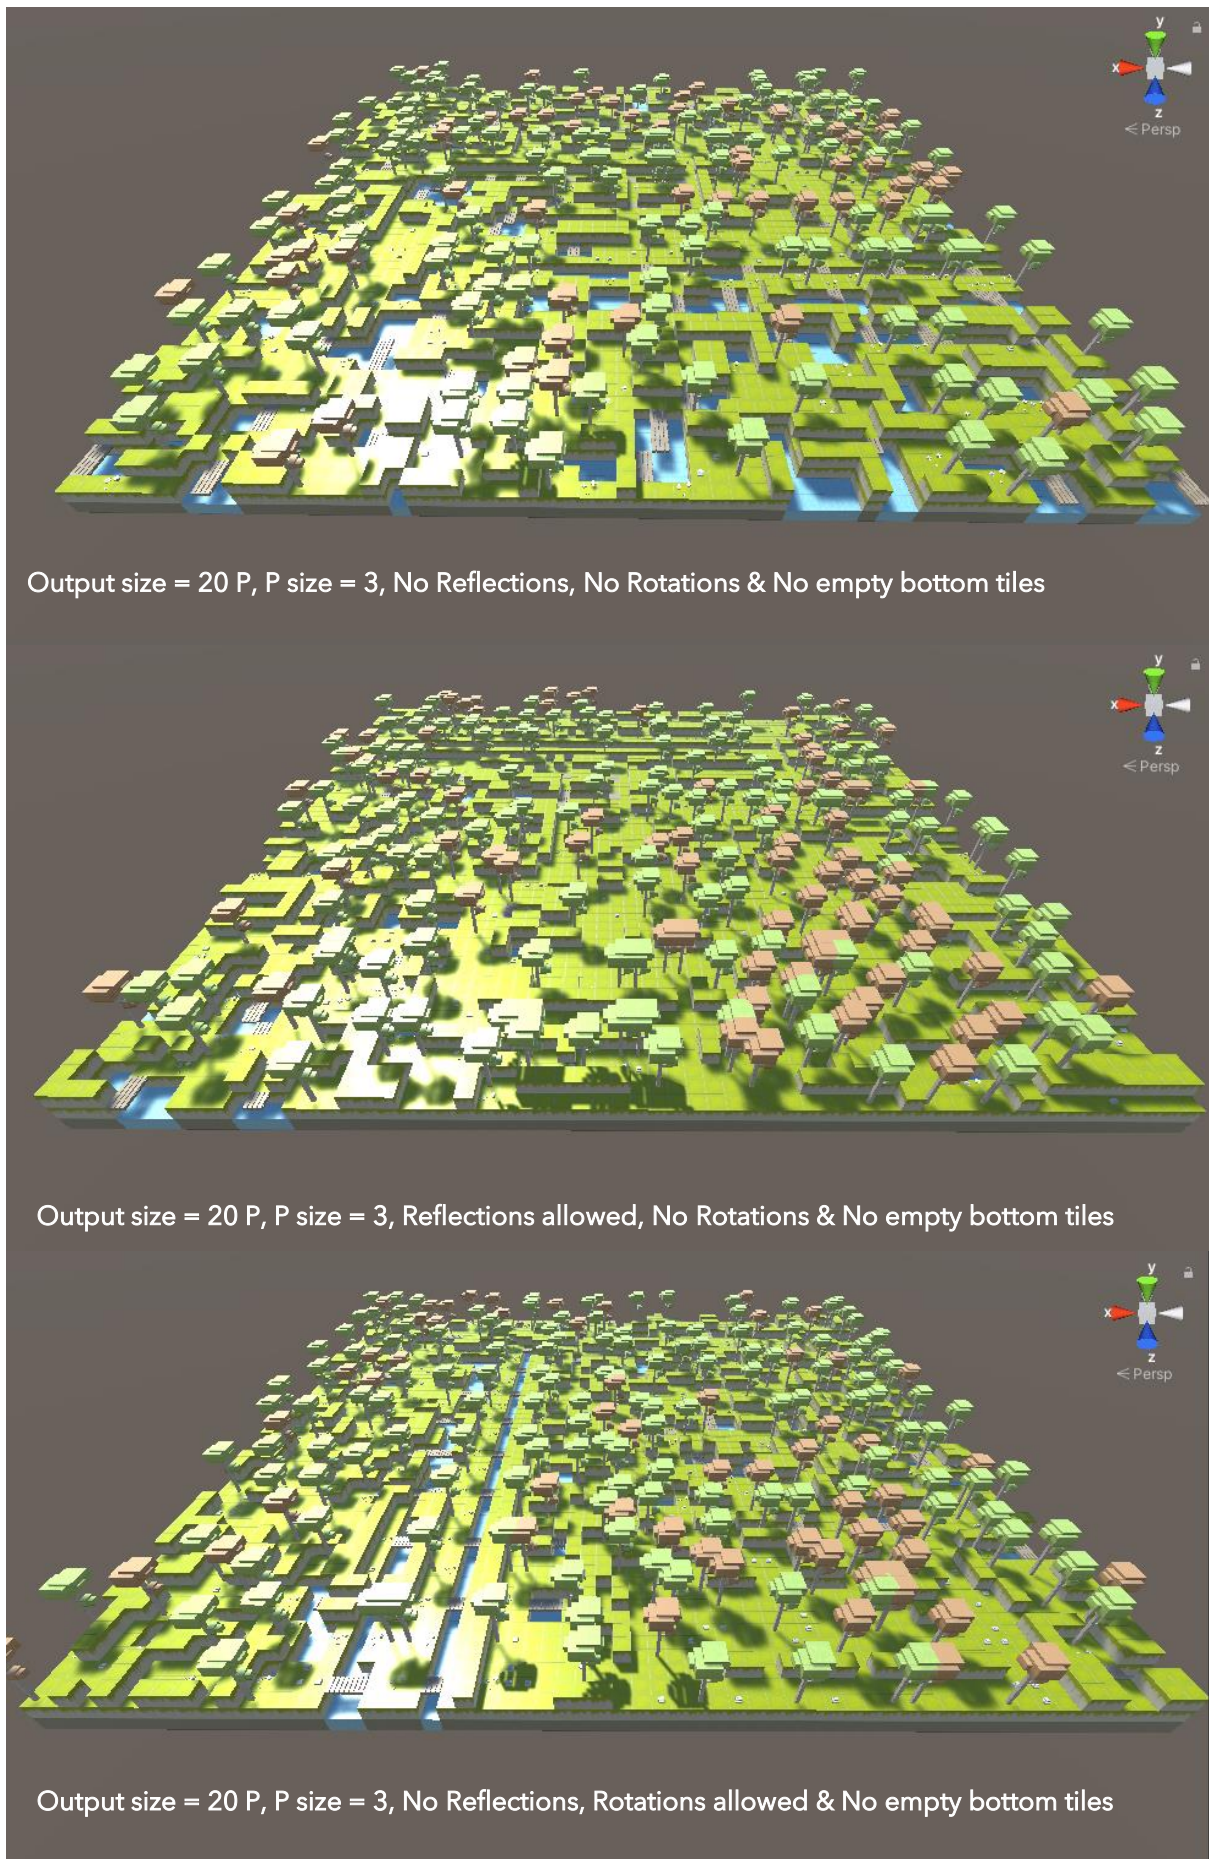 y
x
z
< Persp
Output size = 20 P, P size = 3, No Reflections, No Rotations & No empty bottom tiles
y
x
z
< Persp
Output size = 20 P, P size = 3, Reflections allowed, No Rotations & No empty bottom tiles
y
x
z
< Persp
Output size = 20 P, P size = 3, No Reflections, Rotations allowed & No empty bottom tiles